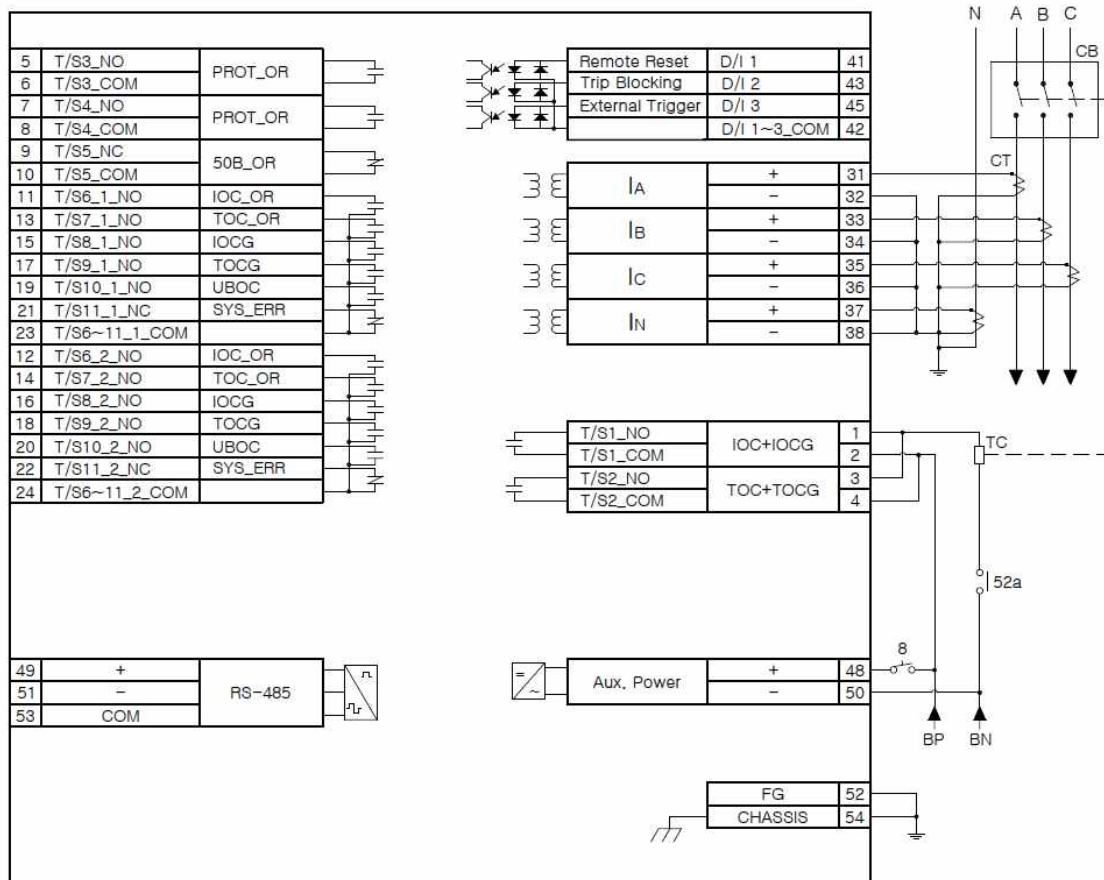 N A B C
CB
5 T/S3_NO PROT_OR
6 T/S3_COM
7 T/S4_NO PROT_OR
8 T/S4_COM
9 T/S5_NC 50B_OR
10 T/S5_COM
11 T/S6_1_NO IOC_OR
13 T/S7_1_NO TOC_OR
15 T/S8_1_NO IOCG
17 T/S9_1_NO TOCG
19 T/S10_1_NO UBOC
21 T/S11_1_NC SYS_ERR
23 T/S6~11_1_COM
12 T/S6_2_NO IOC_OR
14 T/S7_2_NO TOC_OR
16 T/S8_2_NO IOCG
18 T/S9_2_NO TOCG
20 T/S10_2_NO UBOC
22 T/S11_2_NC SYS_ERR
24 T/S6~11_2_COM
49 + RS-485
51 -
53 COM
Remote Reset D/I 1 41
Trip Blocking D/I 2 43
External Trigger D/I 3 45
D/I 1~3_COM 42
CT
IA + 31
- 32
IB + 33
- 34
IC + 35
- 36
IN + 37
- 38
T/S1_NO IOC+IOCG 1
T/S1_COM 2
T/S2_NO TOC+TOCG 3
T/S2_COM 4
TC
52a
8
Aux. Power + 48
- 50
BP BN
FG 52
CHASSIS 54
= ~